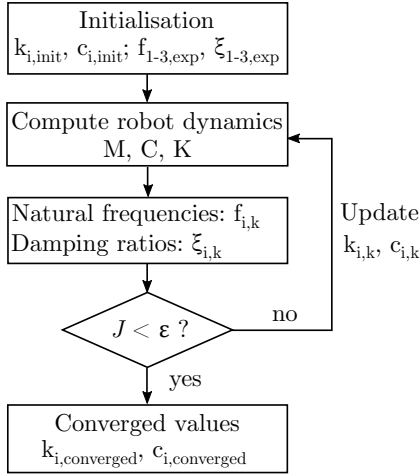 Initialisation
k_{i,init}, c_{i,init}; f_{1-3,exp}, ξ_{1-3,exp}
Compute robot dynamics
M, C, K
Natural frequencies: f_{i,k}
Damping ratios: ξ_{i,k}
Update
k_{i,k}, c_{i,k}
J < ε ?
no
yes
Converged values
k_{i,converged}, c_{i,converged}